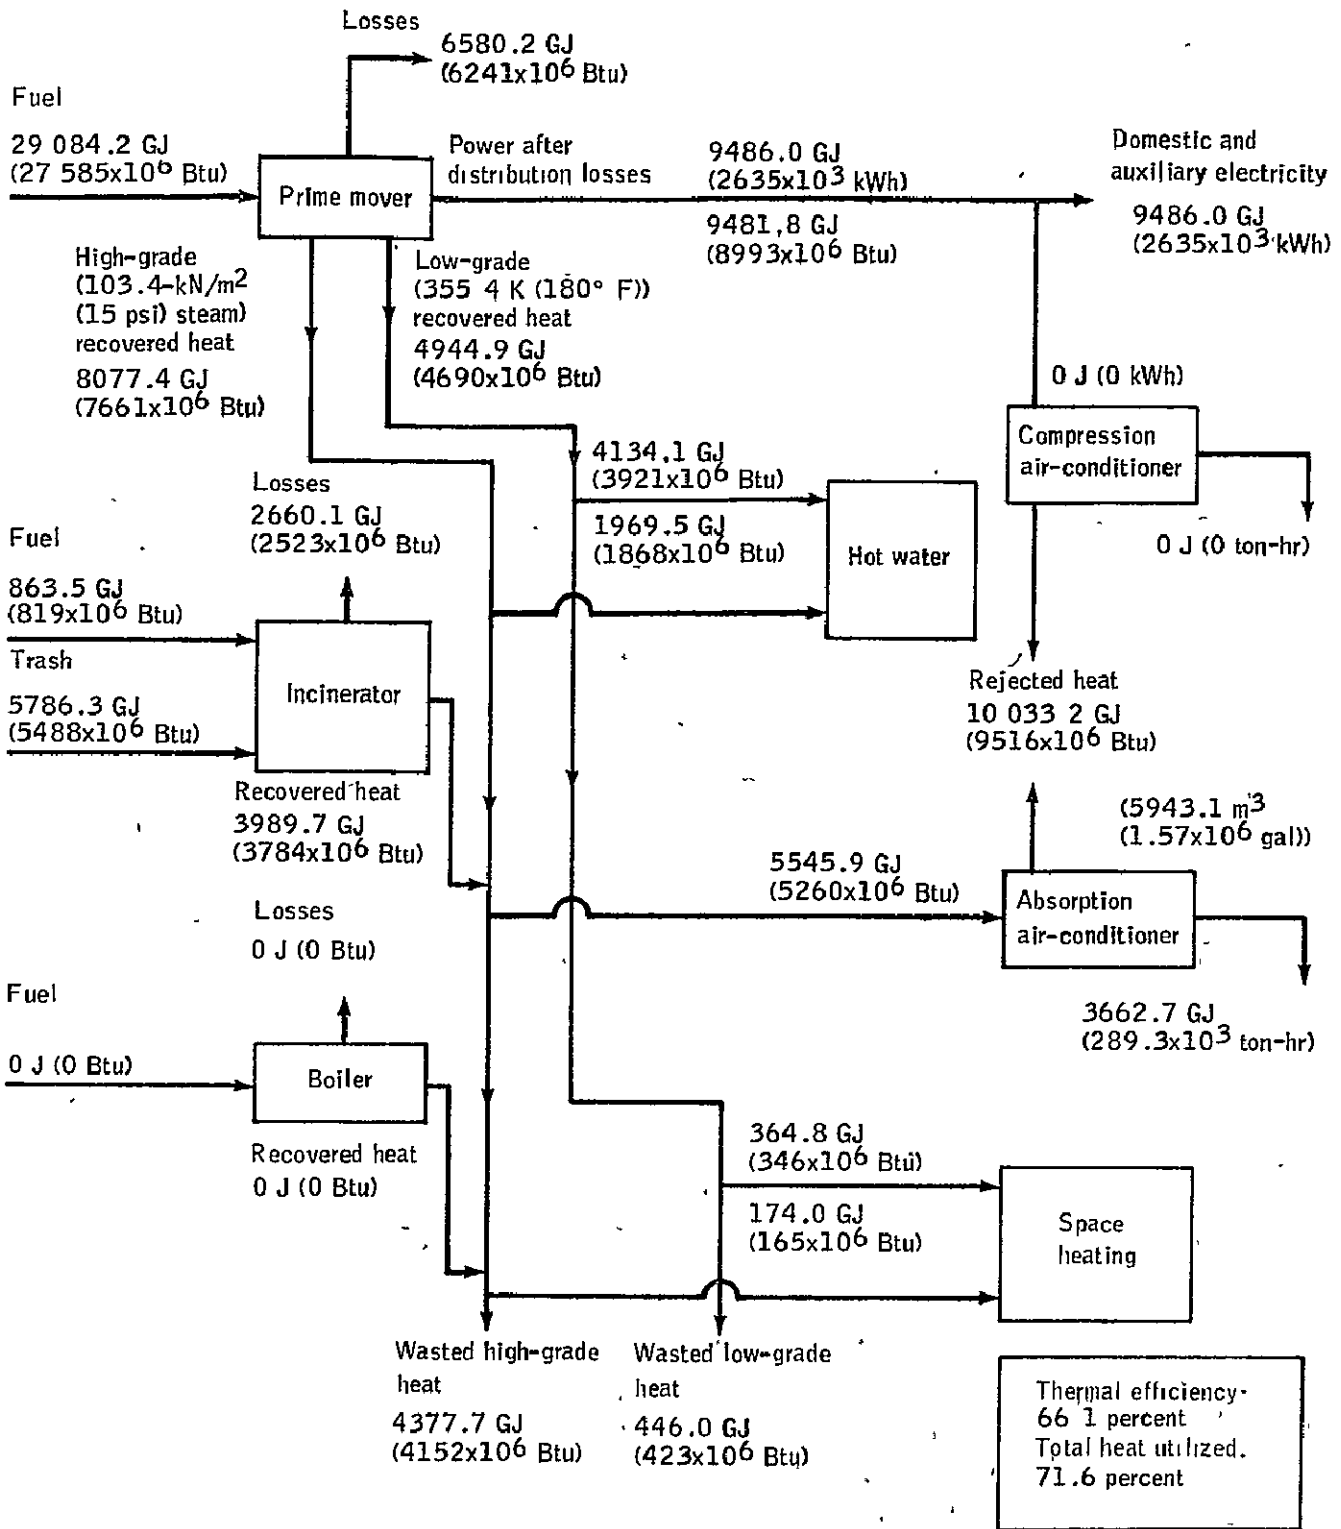 Losses
6580.2 GJ
(6241x10⁶ Btu)
Fuel
29 084.2 GJ
(27 585x10⁶ Btu)
Prime mover
Power after
distribution losses
9486.0 GJ
(2635x10³ kWh)
9481,8 GJ
(8993x10⁶ Btu)
Domestic and
auxiliary electricity
9486.0 GJ
(2635x10³ kWh)
High-grade
(103.4-kN/m²
(15 psi) steam)
recovered heat
8077.4 GJ
(7661x10⁶ Btu)
Low-grade
(355 4 K (180° F))
recovered heat
4944.9 GJ
(4690x10⁶ Btu)
0 J (0 kWh)
Compression
air-conditioner
0 J (0 ton-hr)
4134.1 GJ
(3921x10⁶ Btu)
1969.5 GJ
(1868x10⁶ Btu)
Hot water
Losses
2660.1 GJ
(2523x10⁶ Btu)
Fuel
863.5 GJ
(819x10⁶ Btu)
Trash
5786.3 GJ
(5488x10⁶ Btu)
Incinerator
Recovered heat
3989.7 GJ
(3784x10⁶ Btu)
Rejected heat
10 033 2 GJ
(9516x10⁶ Btu)
(5943.1 m³
(1.57x10⁶ gal))
5545.9 GJ
(5260x10⁶ Btu)
Absorption
air-conditioner
3662.7 GJ
(289.3x10³ ton-hr)
Losses
0 J (0 Btu)
Fuel
0 J (0 Btu)
Boiler
Recovered heat
0 J (0 Btu)
364.8 GJ
(346x10⁶ Btu)
174.0 GJ
(165x10⁶ Btu)
Space
heating
Wasted high-grade
heat
4377.7 GJ
(4152x10⁶ Btu)
Wasted low-grade
heat
446.0 GJ
(423x10⁶ Btu)
Thermal efficiency·
66 1 percent
Total heat utilized.
71.6 percent